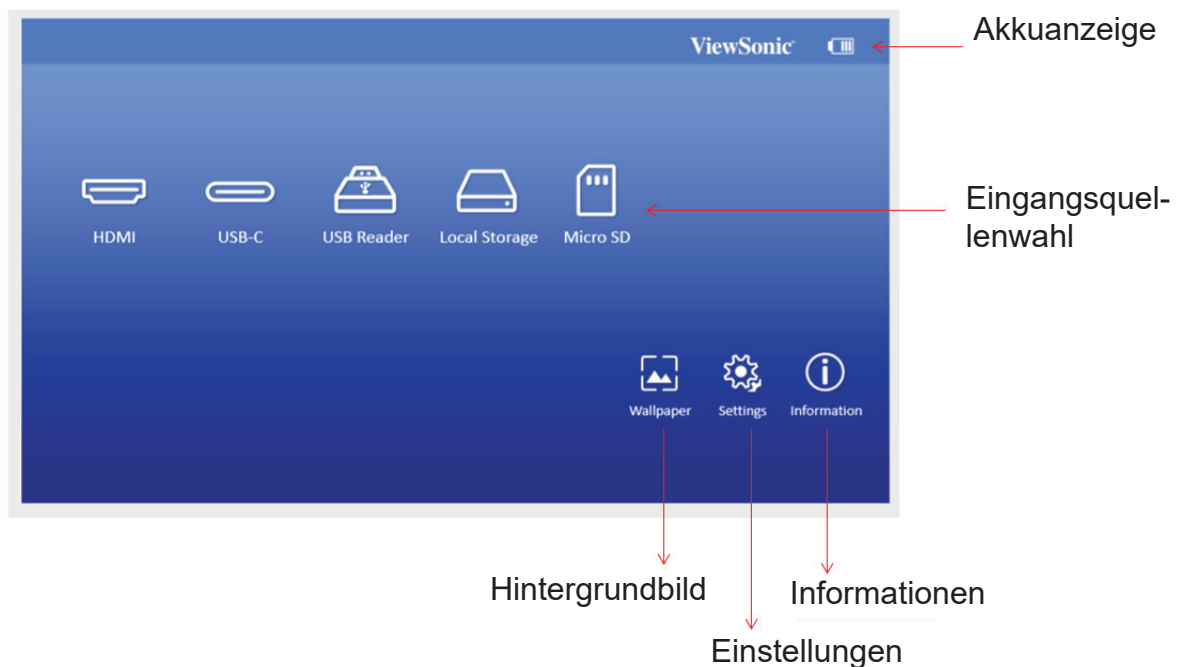 ViewSonic
Akkuanzeige
HDMI
USB-C
USB Reader
Local Storage
Micro SD
Eingangsquel-
lenwahl
Wallpaper
Settings
Information
Hintergrundbild
Informationen
Einstellungen